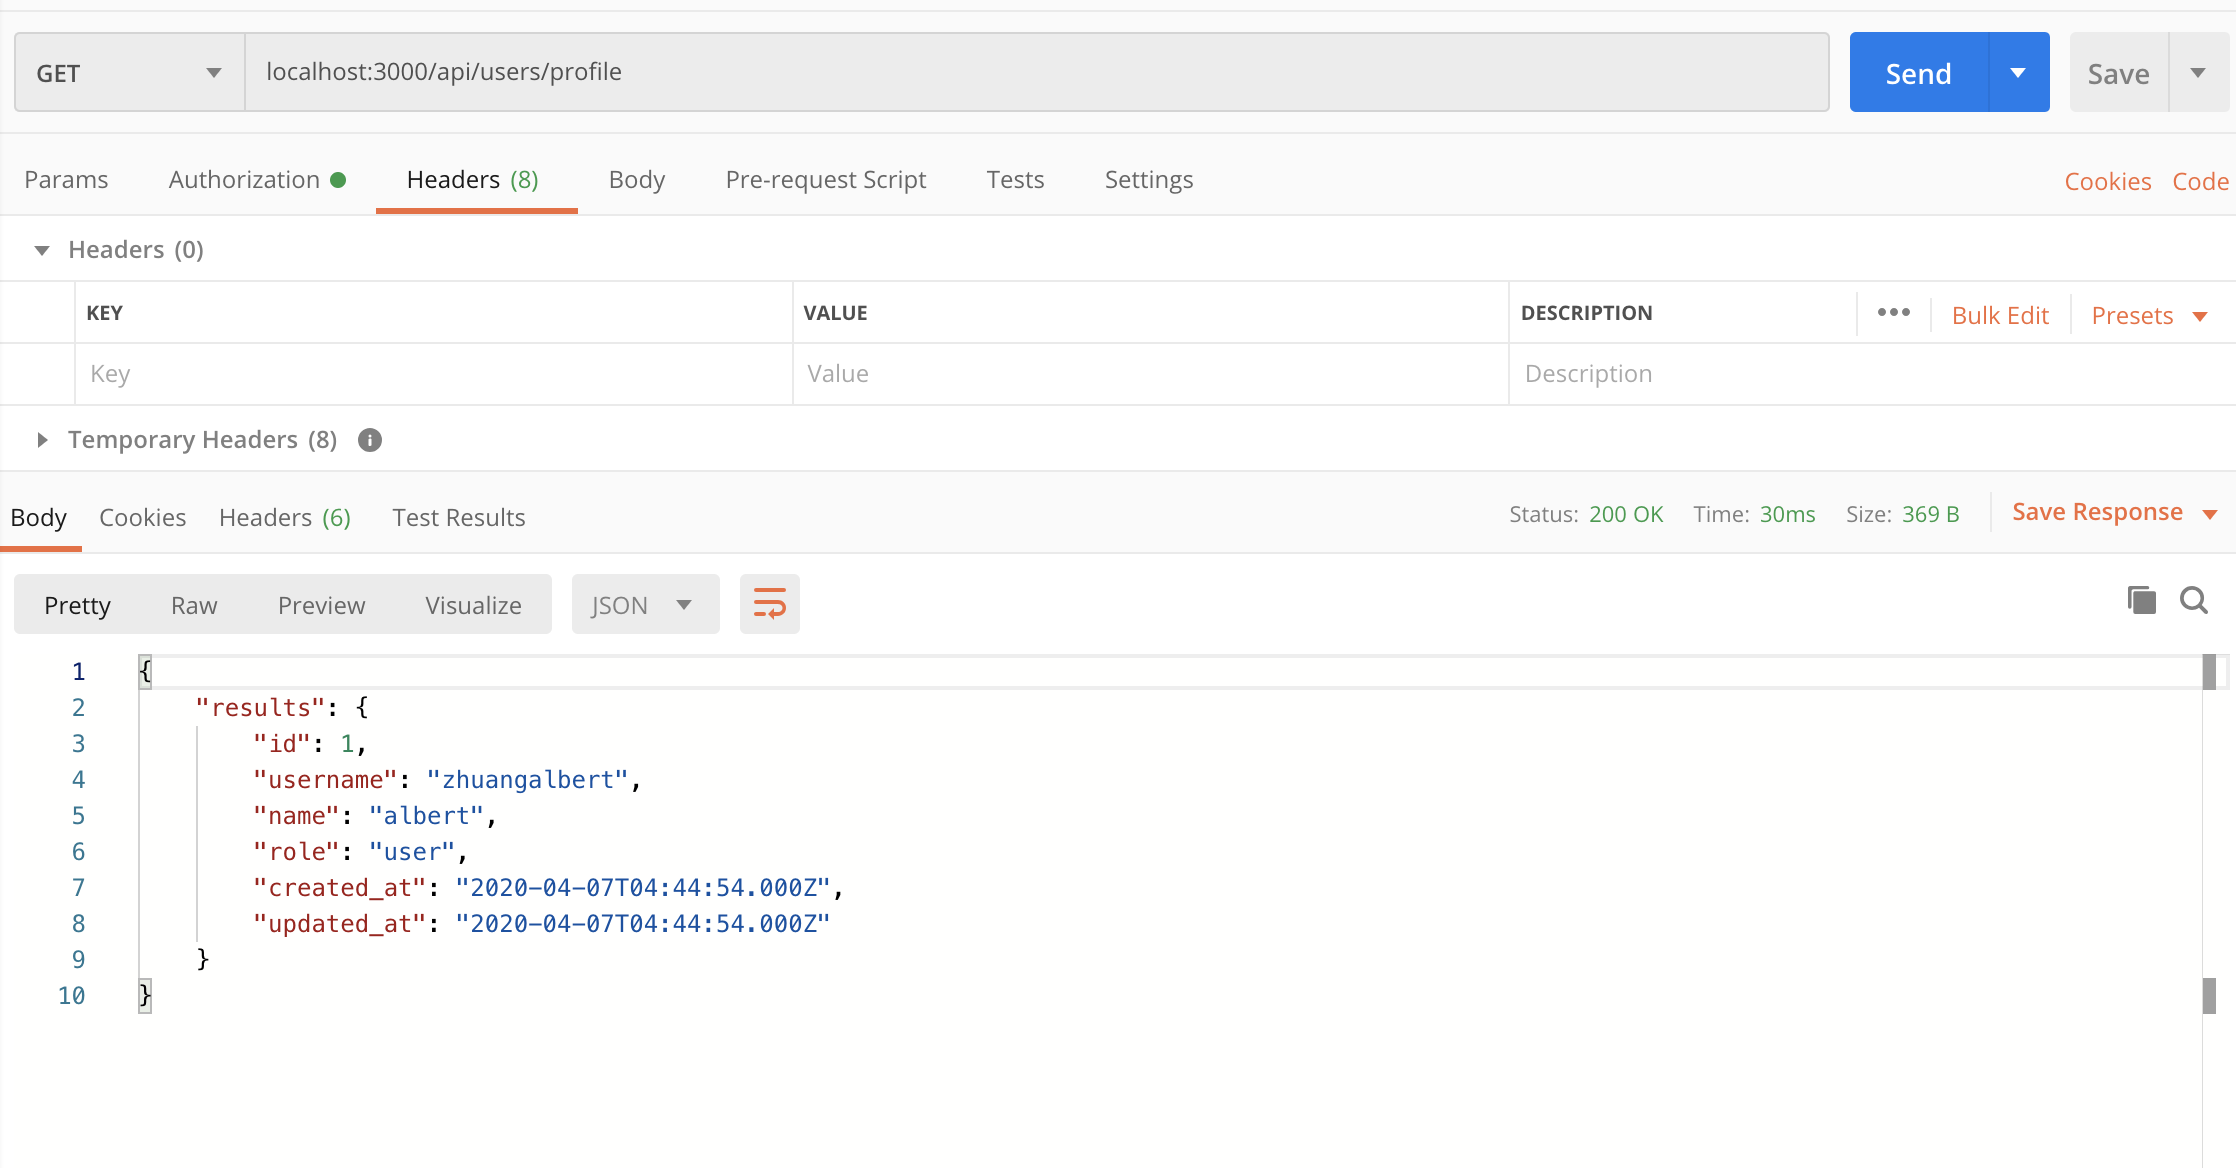 GET localhost:3000/api/users/profile Send Save
Params Authorization Headers (8) Body Pre-request Script Tests Settings Cookies Code
Headers (0)
KEY VALUE DESCRIPTION ••• Bulk Edit Presets
Key Value Description
Temporary Headers (8) i
Body Cookies Headers (6) Test Results Status: 200 OK Time: 30ms Size: 369 B Save Response
Pretty Raw Preview Visualize JSON
1 {
2 "results": {
3 "id": 1,
4 "username": "zhuangalbert",
5 "name": "albert",
6 "role": "user",
7 "created_at": "2020-04-07T04:44:54.000Z",
8 "updated_at": "2020-04-07T04:44:54.000Z"
9 }
10 }